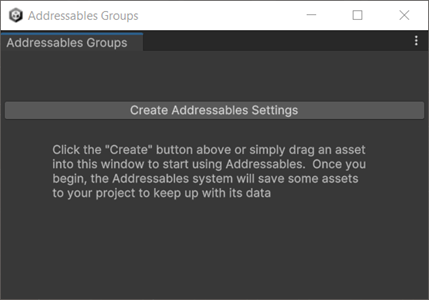 Addressables Groups
Addressables Groups
Create Addressables Settings
Click the "Create" button above or simply drag an asset
into this window to start using Addressables. Once you
begin, the Addressables system will save some assets
to your project to keep up with its data